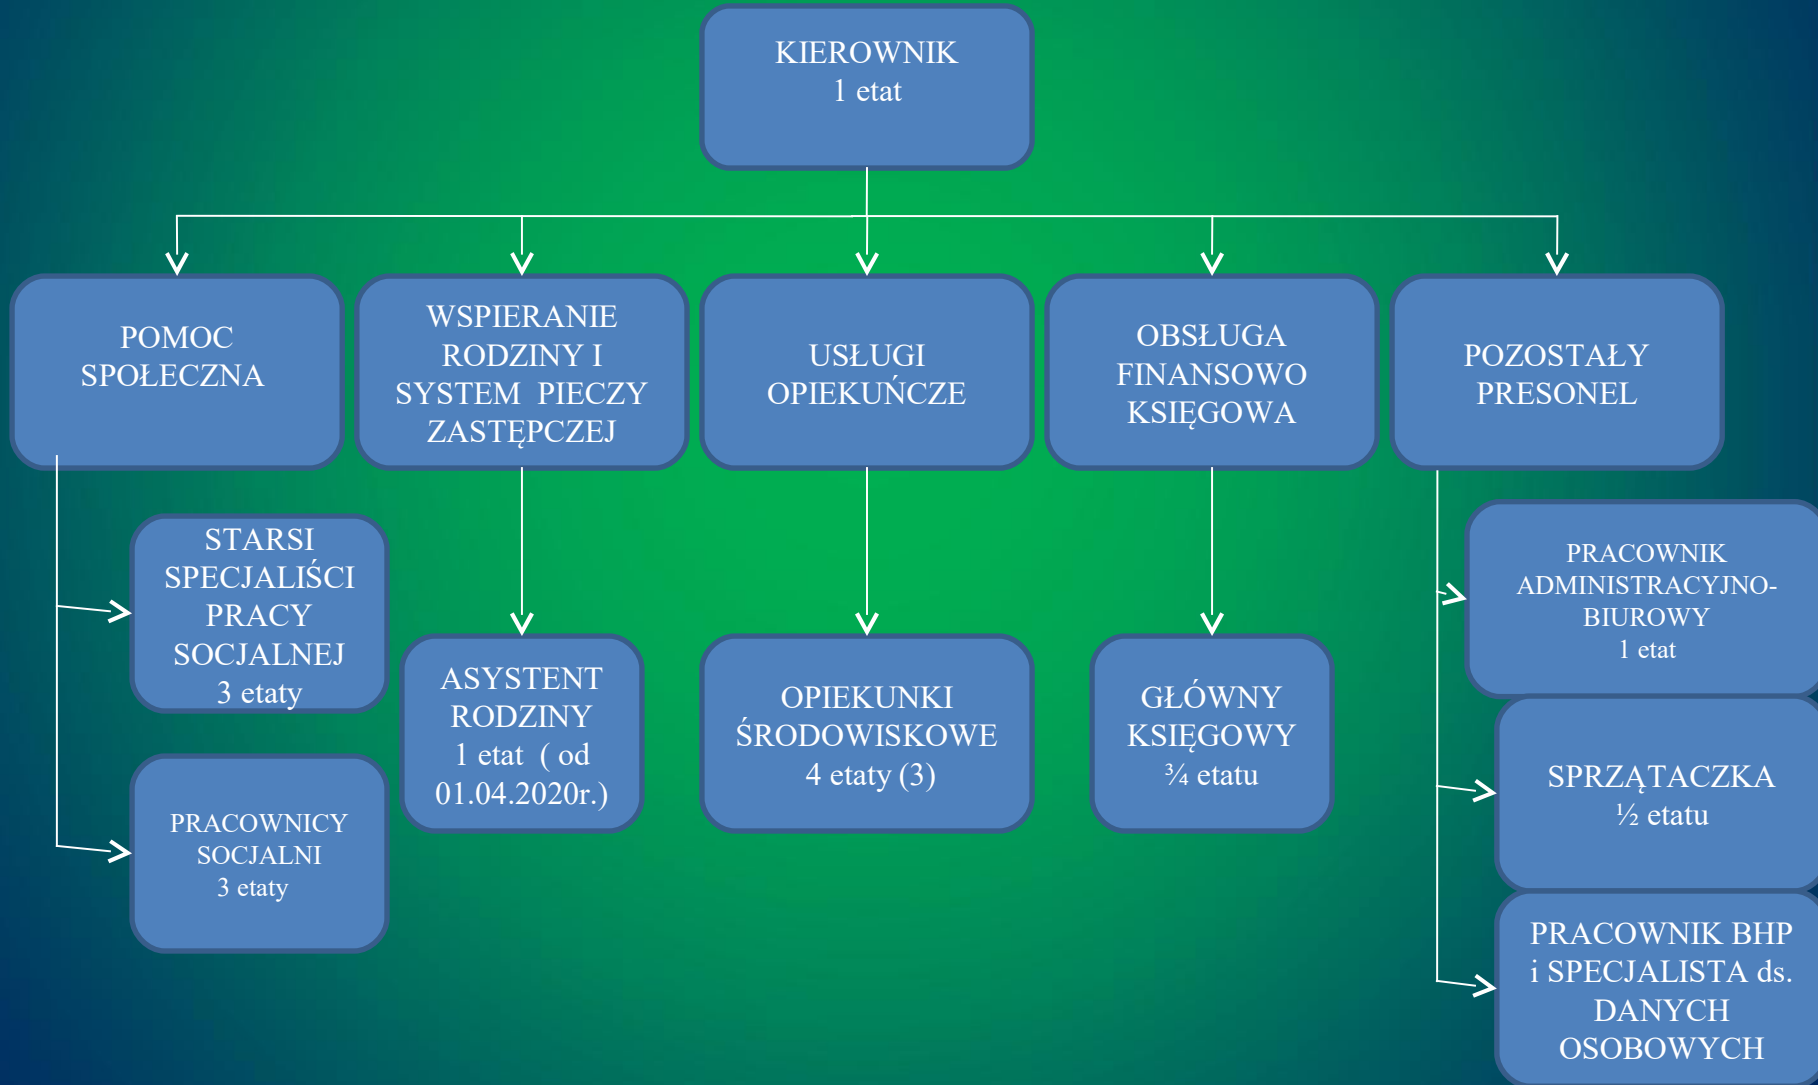 KIEROWNIK
1 etat
POMOC
SPOŁECZNA
WSPIERANIE
RODZINY I
SYSTEM  PIECZY
ZASTĘPCZEJ
USŁUGI
OPIEKUŃCZE
OBSŁUGA
FINANSOWO
KSIĘGOWA
POZOSTAŁY
PRESONEL
STARSI
SPECJALIŚCI
PRACY
SOCJALNEJ
3 etaty
PRACOWNICY
SOCJALNI
3 etaty
ASYSTENT
RODZINY
1 etat  ( od
01.04.2020r.)
OPIEKUNKI
ŚRODOWISKOWE
4 etaty (3)
GŁÓWNY
KSIĘGOWY
¾ etatu
PRACOWNIK
ADMINISTRACYJNO-
BIUROWY
1 etat
SPRZĄTACZKA
½ etatu
PRACOWNIK BHP
i SPECJALISTA ds.
DANYCH
OSOBOWYCH